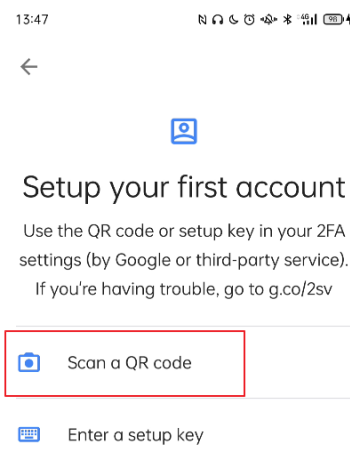 13:47 4G 98
Setup your first account
Use the QR code or setup key in your 2FA
settings (by Google or third-party service).
If you're having trouble, go to g.co/2sv
Scan a QR code
Enter a setup key